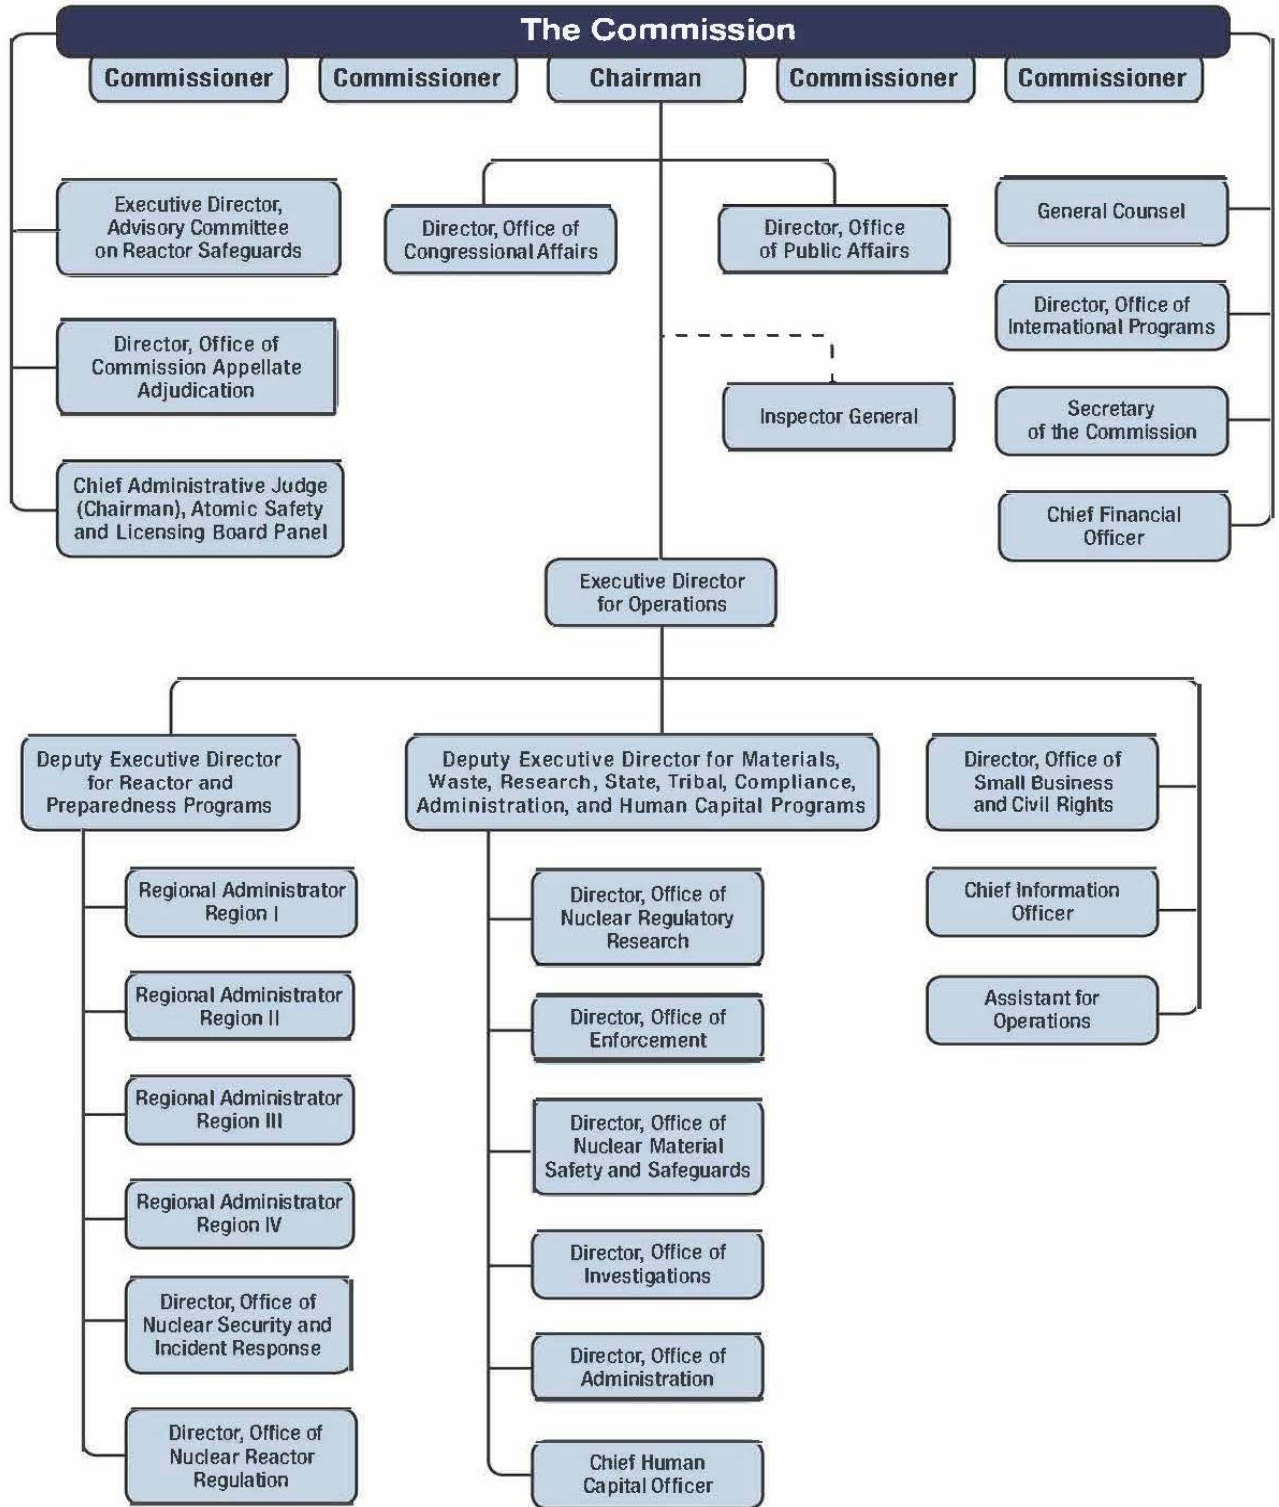 The Commission
Commissioner
Commissioner
Chairman
Commissioner
Commissioner
Executive Director,
Advisory Committee
on Reactor Safeguards
Director, Office of
Commission Appellate
Adjudication
Chief Administrative Judge
(Chairman), Atomic Safety
and Licensing Board Panel
Director, Office of
Congressional Affairs
Director, Office
of Public Affairs
Inspector General
General Counsel
Director, Office of
International Programs
Secretary
of the Commission
Chief Financial
Officer
Executive Director
for Operations
Deputy Executive Director
for Reactor and
Preparedness Programs
Regional Administrator
Region I
Regional Administrator
Region II
Regional Administrator
Region III
Regional Administrator
Region IV
Director, Office of
Nuclear Security and
Incident Response
Director, Office of
Nuclear Reactor
Regulation
Deputy Executive Director for Materials,
Waste, Research, State, Tribal, Compliance,
Administration, and Human Capital Programs
Director, Office of
Nuclear Regulatory
Research
Director, Office of
Enforcement
Director, Office of
Nuclear Material
Safety and Safeguards
Director, Office of
Investigations
Director, Office of
Administration
Chief Human
Capital Officer
Director, Office of
Small Business
and Civil Rights
Chief Information
Officer
Assistant for
Operations